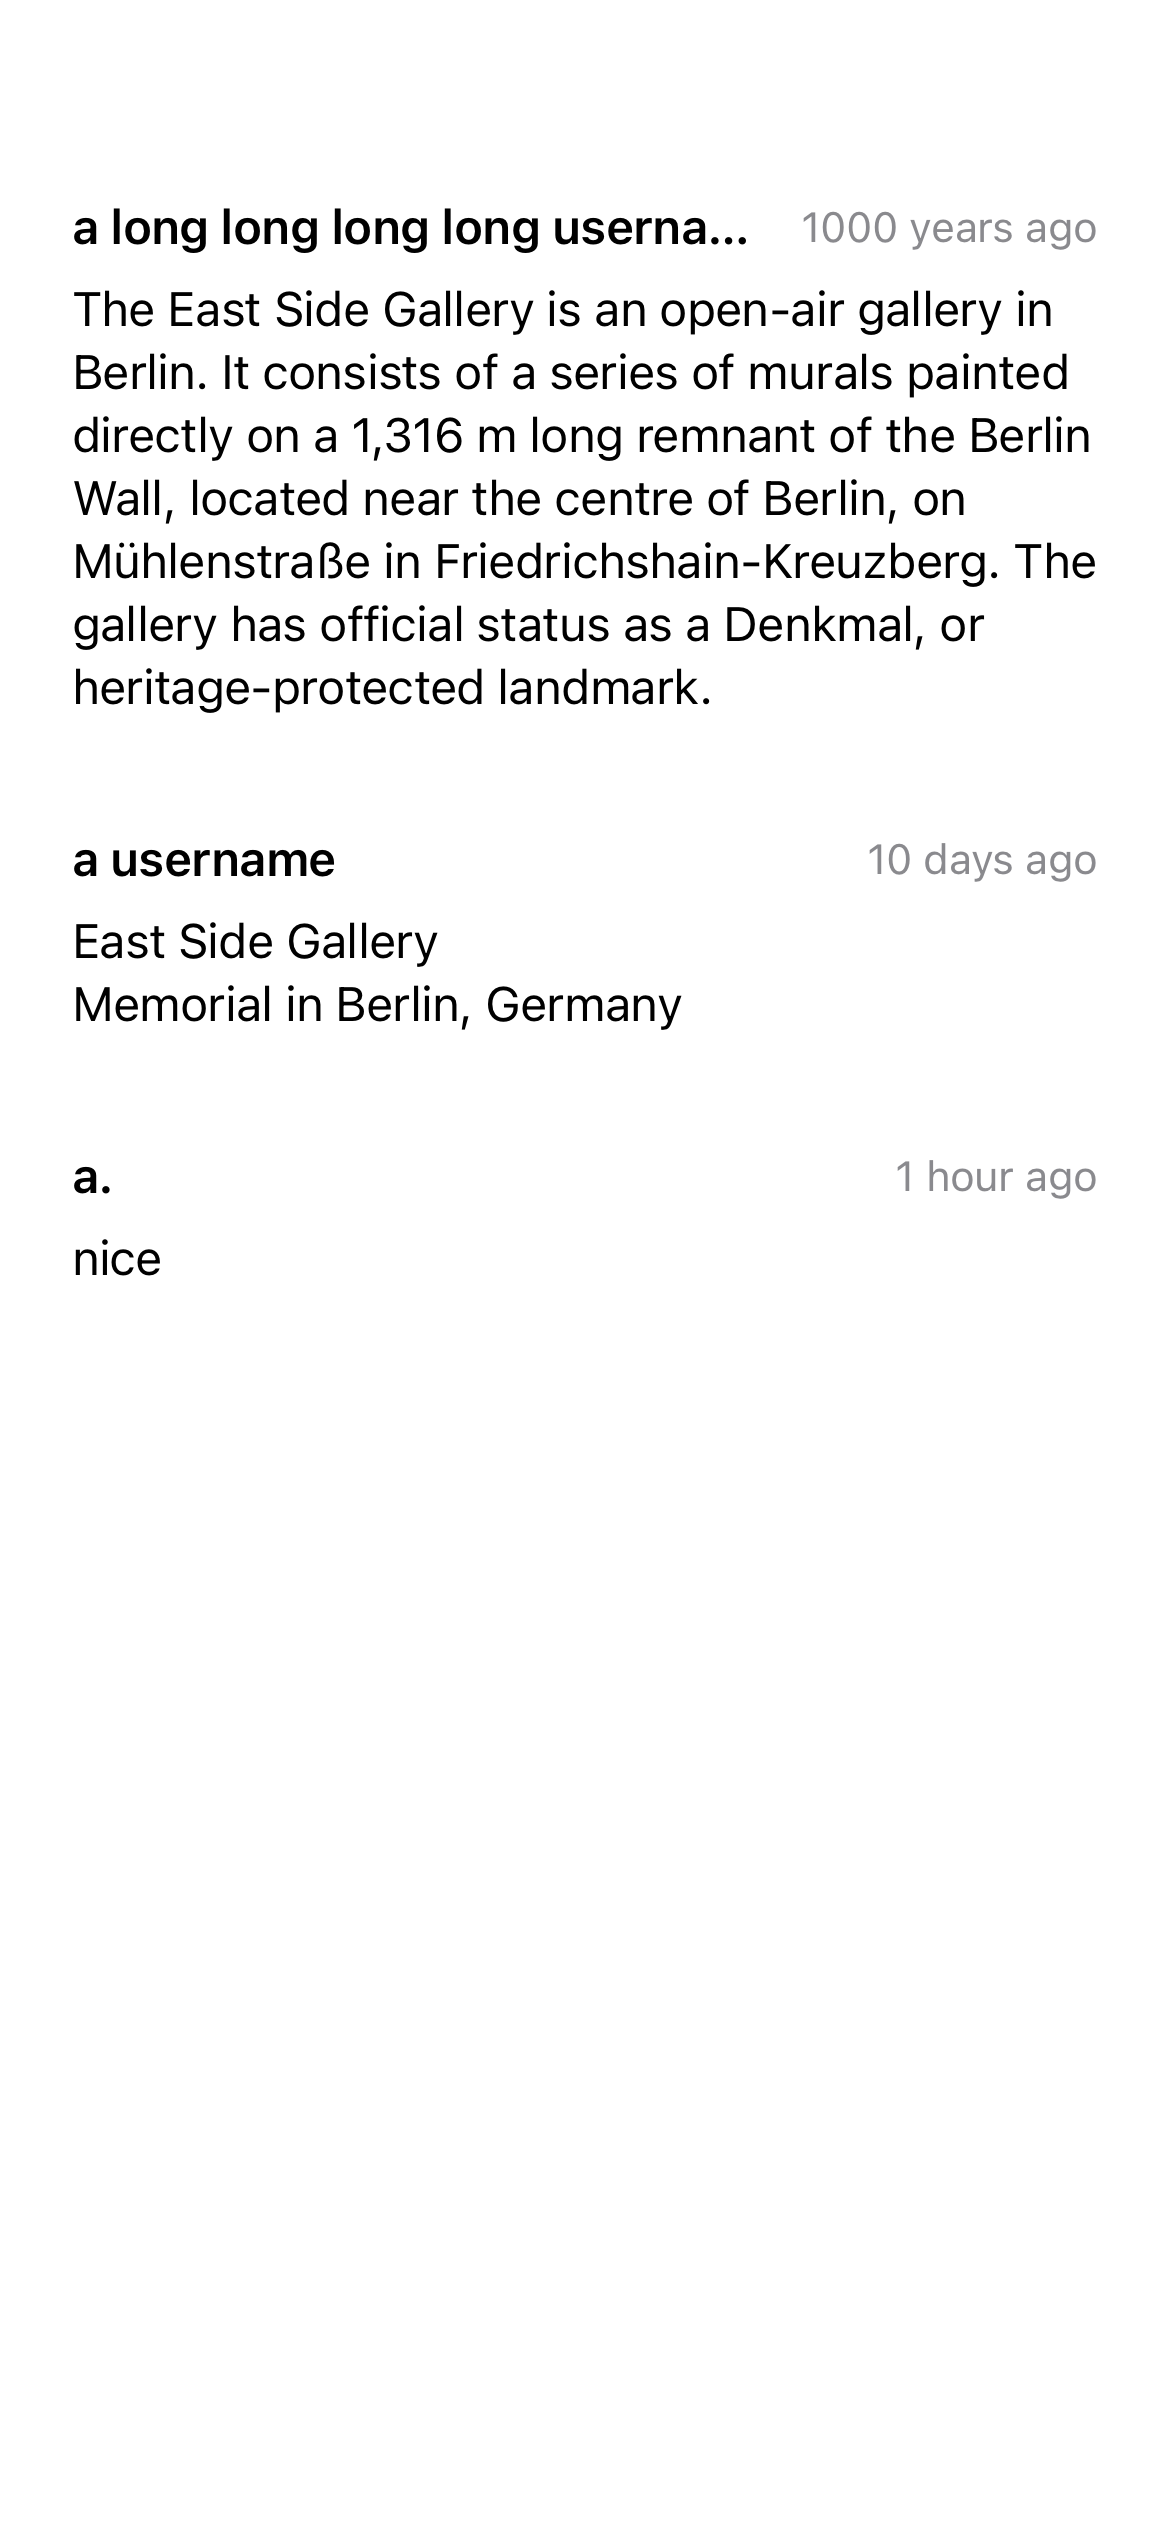 a long long long long userna...
1000 years ago
The East Side Gallery is an open-air gallery in
Berlin. It consists of a series of murals painted
directly on a 1,316 m long remnant of the Berlin
Wall, located near the centre of Berlin, on
Mühlenstraße in Friedrichshain-Kreuzberg. The
gallery has official status as a Denkmal, or
heritage-protected landmark.
a username
10 days ago
East Side Gallery
Memorial in Berlin, Germany
a.
1 hour ago
nice